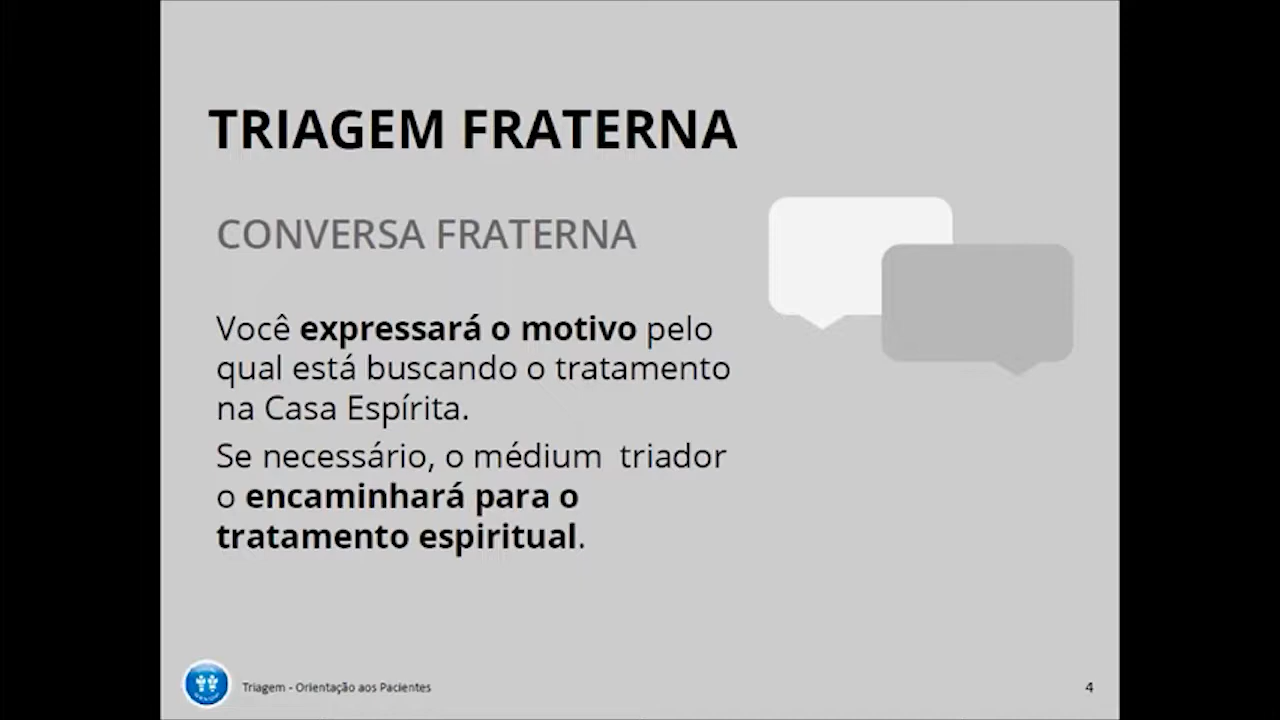 TRIAGEM FRATERNA
CONVERSA FRATERNA
Você expressará o motivo pelo
qual está buscando o tratamento
na Casa Espírita.
Se necessário, o médium triador
o encaminhará para o
tratamento espiritual.
Triagem - Orientação aos Pacientes
4